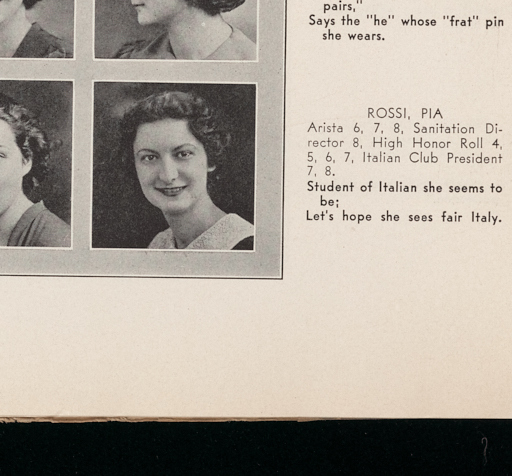 pairs,"
Says the "he" whose "frat" pin
she wears.
ROSSI, PIA
Arista 6, 7, 8, Sanitation Di-
rector 8, High Honor Roll 4,
5, 6, 7, Italian Club President
7, 8.
Student of Italian she seems to
be;
Let's hope she sees fair Italy.